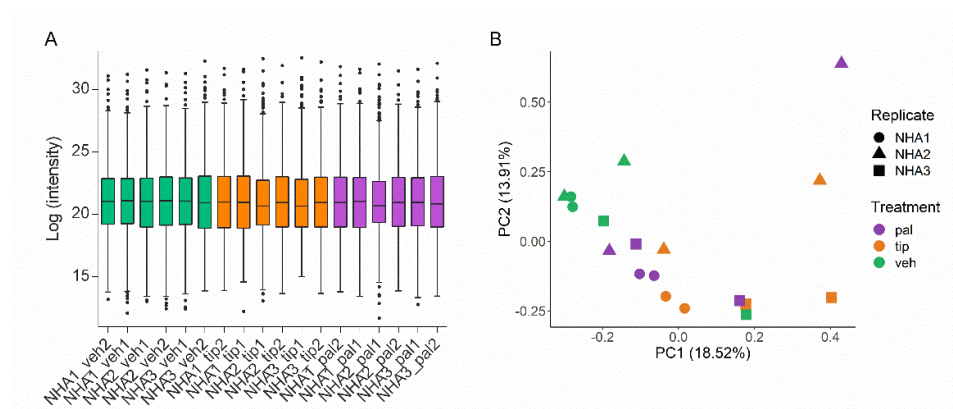 A
Log (intensity)
30
25
20
15
NHA1_veh2
NHA1_veh1
NHA2_veh1
NHA2_veh2
NHA3_veh1
NHA3_veh2
NHA1_tip2
NHA1_tip1
NHA2_tip1
NHA2_tip2
NHA3_tip1
NHA3_tip2
NHA1_pal1
NHA1_pal2
NHA2_pal1
NHA2_pal2
NHA3_pal1
NHA3_pal2
B
PC2 (13.91%)
0.50
0.25
0.00
-0.25
-0.2
0.0
0.2
0.4
PC1 (18.52%)
Replicate
NHA1
NHA2
NHA3
Treatment
pal
tip
veh